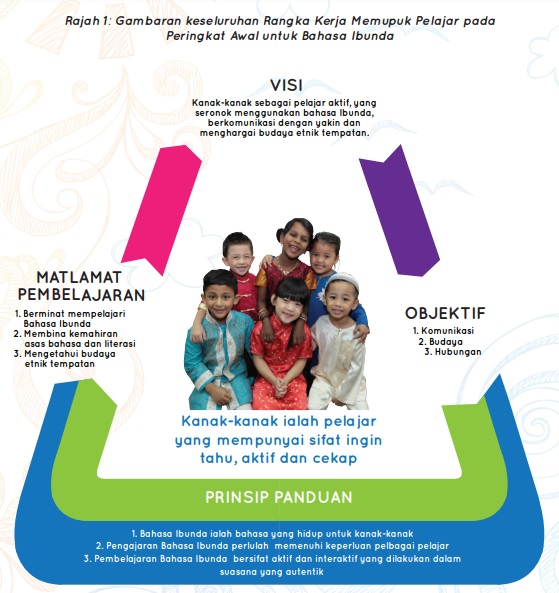 Rajah 1: Gambaran keseluruhan Rangka Kerja Memupuk Pelajar pada
Peringkat Awal untuk Bahasa Ibunda
VISI
Kanak-kanak sebagai pelajar aktif, yang
seronok menggunakan bahasa Ibunda,
berkomunikasi dengan yakin dan
menghargai budaya etnik tempatan.
MATLAMAT
PEMBELAJARAN
1. Berminat mempelajari
Bahasa Ibunda
2. Membina kemahiran
asas bahasa dan literasi
3. Mengetahui budaya
etnik tempatan
OBJEKTIF
1. Komunikasi
2. Budaya
3. Hubungan
Kanak-kanak ialah pelajar
yang mempunyai sifat ingin
tahu, aktif dan cekap
PRINSIP PANDUAN
1. Bahasa Ibunda ialah bahasa yang hidup untuk kanak-kanak
2. Pengajaran Bahasa Ibunda perlulah memenuhi keperluan pelbagai pelajar
3. Pembelajaran Bahasa Ibunda bersifat aktif dan interaktif yang dilakukan dalam
suasana yang autentik